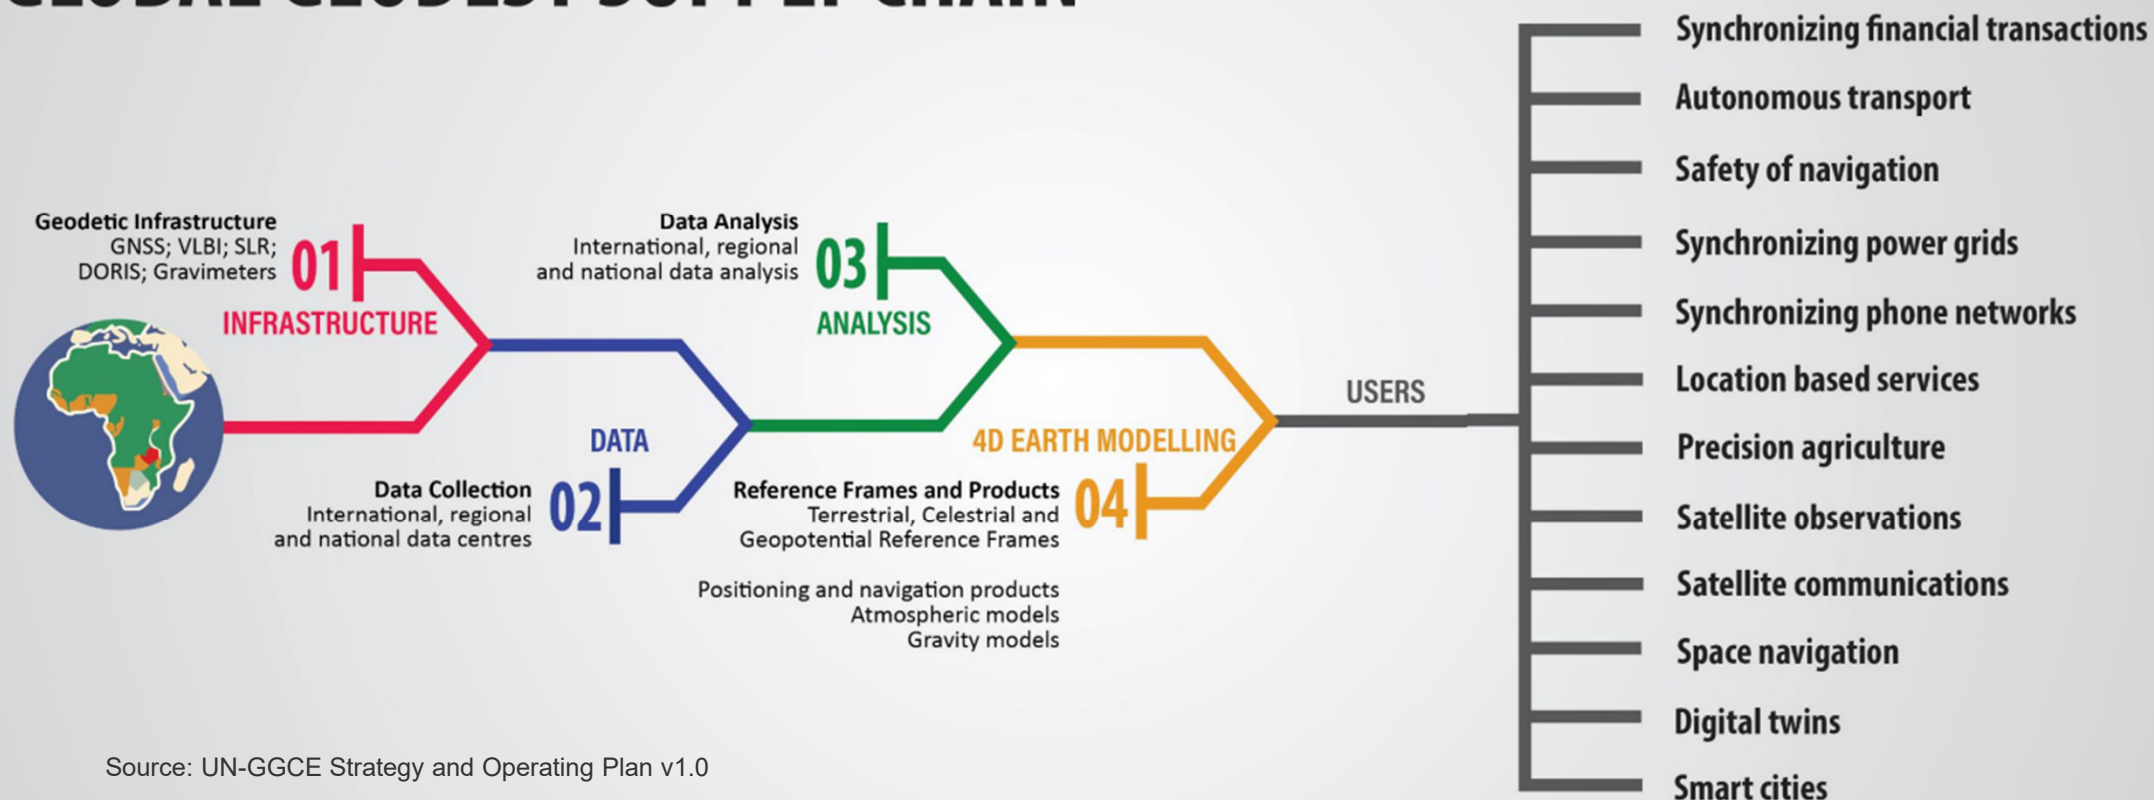 GLOBAL GEODESY SUPPLY CHAIN
Geodetic Infrastructure
GNSS; VLBI; SLR;
DORIS; Gravimeters
01
INFRASTRUCTURE
DATA
Data Collection
International, regional
and national data centres
02
Data Analysis
International, regional
and national data analysis
03
ANALYSIS
4D EARTH MODELLING
Reference Frames and Products
Terrestrial, Celestrial and
Geopotential Reference Frames
04
Positioning and navigation products
Atmospheric models
Gravity models
USERS
Synchronizing financial transactions
Autonomous transport
Safety of navigation
Synchronizing power grids
Synchronizing phone networks
Location based services
Precision agriculture
Satellite observations
Satellite communications
Space navigation
Digital twins
Smart cities
Source: UN-GGCE Strategy and Operating Plan v1.0